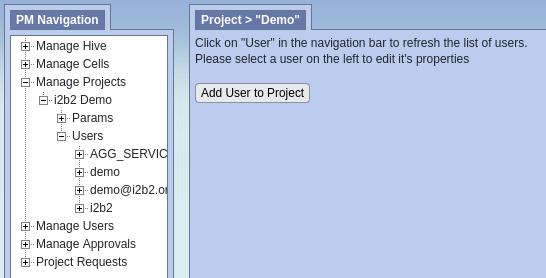 PM Navigation
Manage Hive
Manage Cells
Manage Projects
i2b2 Demo
Params
Users
AGG_SERVIC
demo
demo@i2b2.or
i2b2
Manage Users
Manage Approvals
Project Requests
Project > "Demo"
Click on "User" in the navigation bar to refresh the list of users.
Please select a user on the left to edit it's properties
Add User to Project